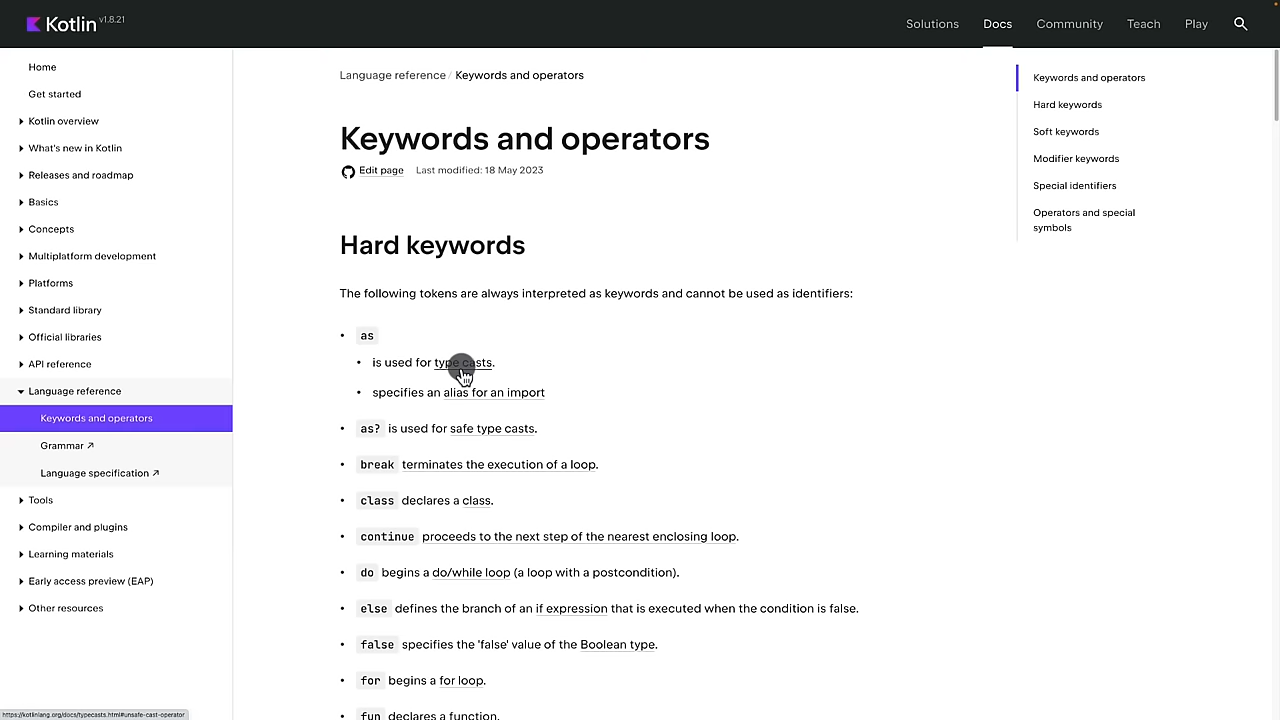 Kotlin v1.8.21
Solutions
Docs
Community
Teach
Play
Home
Get started
Kotlin overview
What's new in Kotlin
Releases and roadmap
Basics
Concepts
Multiplatform development
Platforms
Standard library
Official libraries
API reference
Language reference
Keywords and operators
Grammar ↗
Language specification ↗
Tools
Compiler and plugins
Learning materials
Early access preview (EAP)
Other resources
Language reference / Keywords and operators
Keywords and operators
Edit page Last modified: 18 May 2023
Hard keywords
The following tokens are always interpreted as keywords and cannot be used as identifiers:
• as
• is used for type casts.
• specifies an alias for an import
• as? is used for safe type casts.
• break terminates the execution of a loop.
• class declares a class.
• continue proceeds to the next step of the nearest enclosing loop.
• do begins a do/while loop (a loop with a postcondition).
• else defines the branch of an if expression that is executed when the condition is false.
• false specifies the 'false' value of the Boolean type.
• for begins a for loop.
• fun declares a function.
Keywords and operators
Hard keywords
Soft keywords
Modifier keywords
Special identifiers
Operators and special
symbols
https://kotlinlang.org/docs/typecasts.html#unsafe-cast-operator